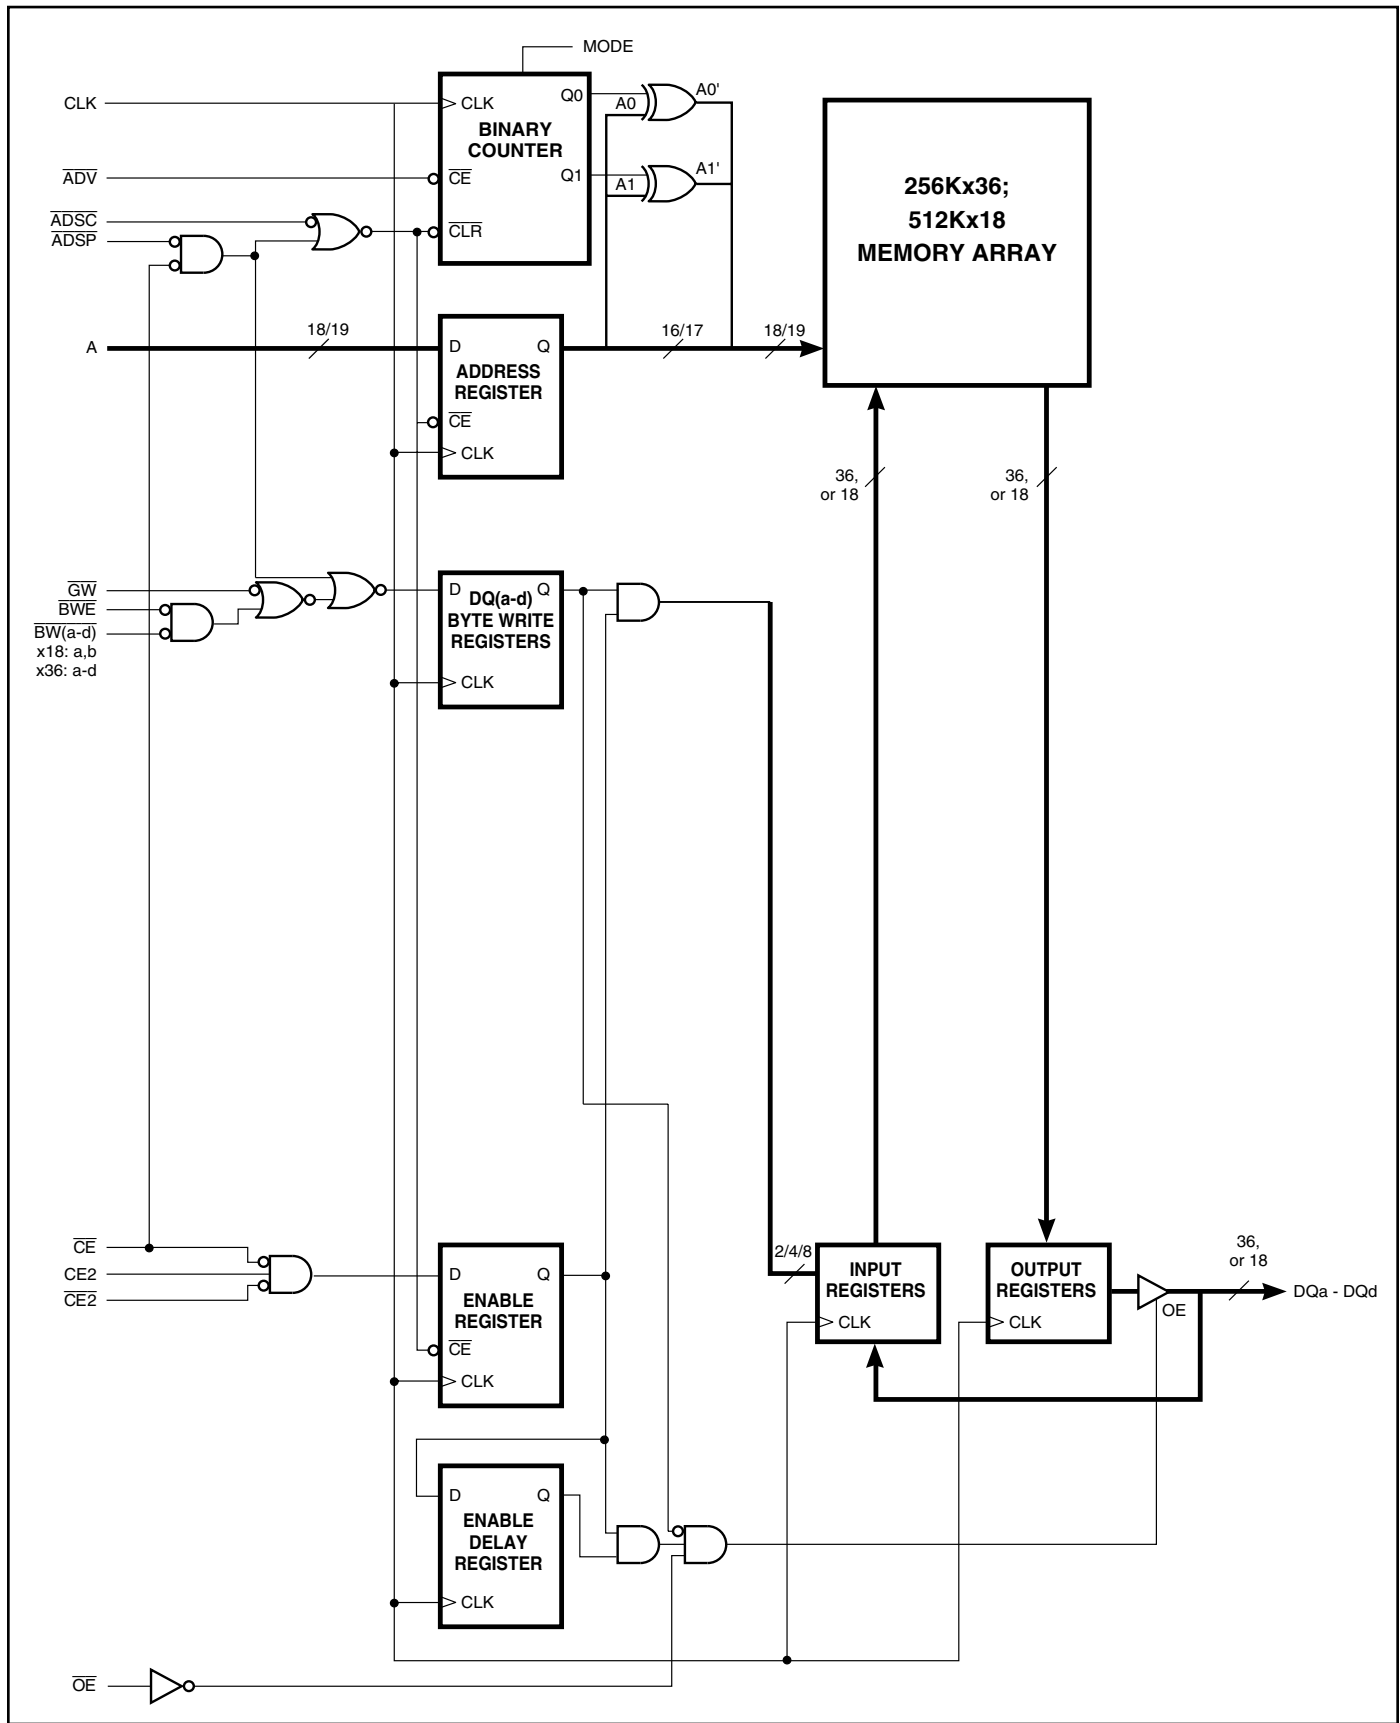 MODE
CLK
CLK
Q0
A0
A0'
BINARY
COUNTER
ADV
CE
Q1
A1
A1'
ADSC
ADSP
CLR
256Kx36;
512Kx18
MEMORY ARRAY
A
18/19
D
Q
16/17
18/19
ADDRESS
REGISTER
CE
CLK
36,
or 18
36,
or 18
GW
BWE
BW(a-d)
x18: a,b
x36: a-d
D
Q
DQ(a-d)
BYTE WRITE
REGISTERS
CLK
CE
CE2
CE2
D
Q
ENABLE
REGISTER
CE
CLK
2/4/8
INPUT
REGISTERS
CLK
OUTPUT
REGISTERS
CLK
OE
36,
or 18
DQa - DQd
D
Q
ENABLE
DELAY
REGISTER
CLK
OE